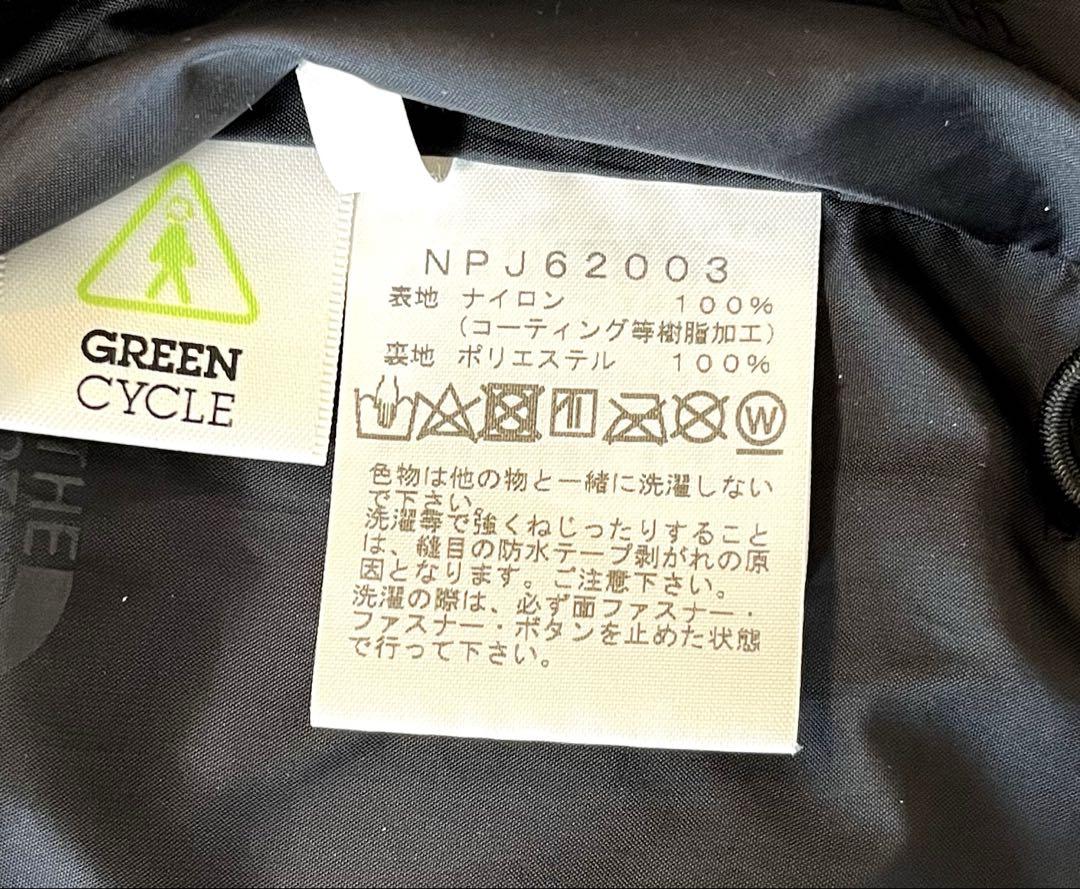 GREEN
CYCLE
NPJ62003
表地 ナイロン 100%
(コーティング等樹脂加工)
裏地 ポリエステル 100%
W
色物は他の物と一緒に洗濯しない
で下さい。
洗濯等で強くねじったりすること
は、縫目の防水テープ剥がれの原
因となります。ご注意下さい。
洗濯の際は、必ず面ファスナー・
ファスナー・ボタンを止めた状態
で行って下さい。
THE